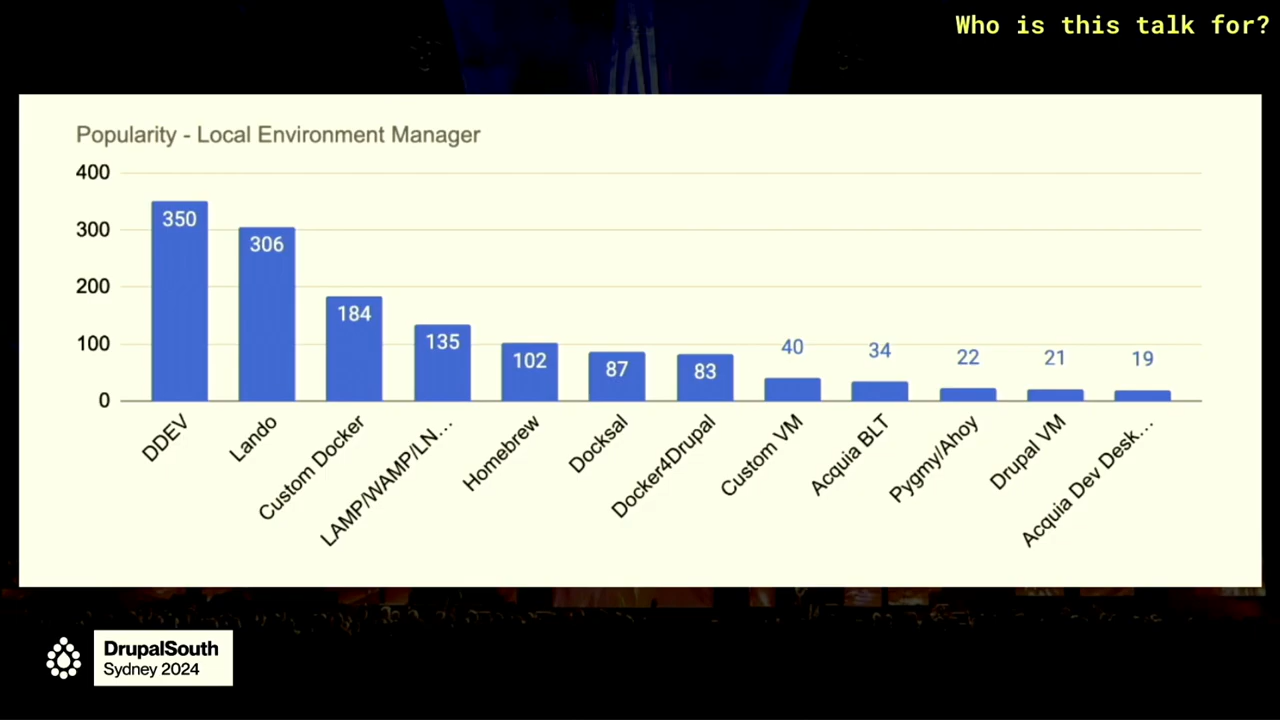 Who is this talk for?
Popularity - Local Environment Manager
400
300
200
100
0
350
306
184
135
102
87
83
40
34
22
21
19
DDEV
Lando
Custom Docker
LAMP/WAMP/LN...
Homebrew
Docksal
Docker4Drupal
Custom VM
Acquia BLT
Pygmy/Ahoy
Drupal VM
Acquia Dev Desk...
DrupalSouth
Sydney 2024